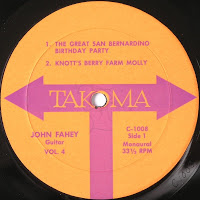 1. THE GREAT SAN BERNARDINO
BIRTHDAY PARTY
2. KNOTT'S BERRY FARM MOLLY
TAKOMA
JOHN FAHEY
Guitar
VOL. 4
C-1008
Side 1
Monaural
33⅓ RPM